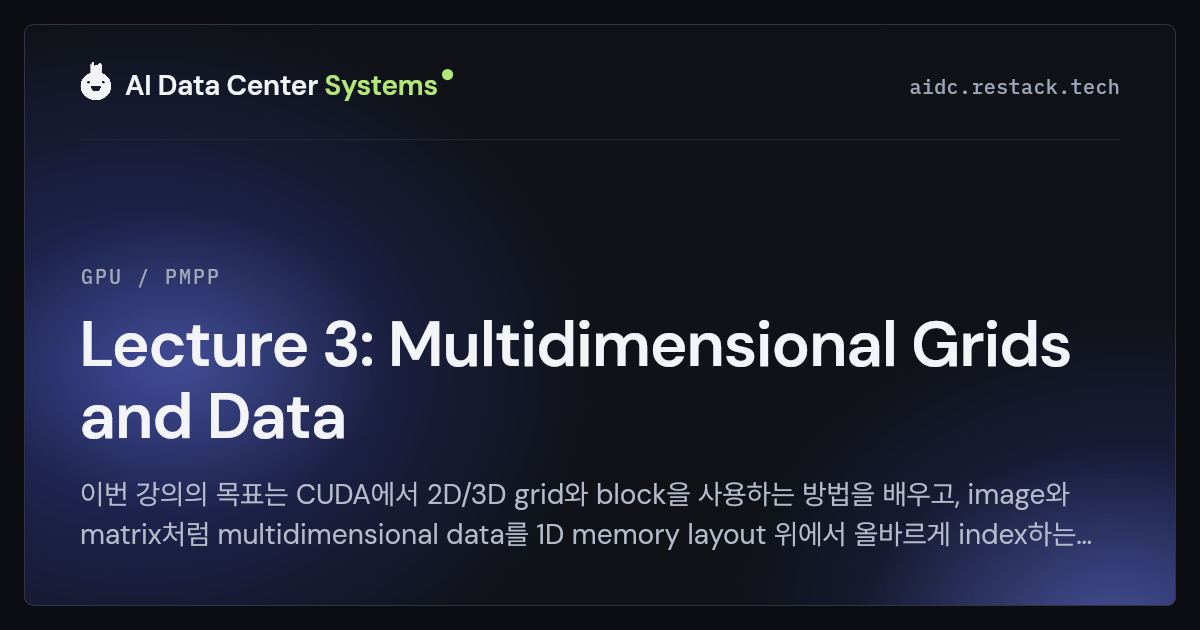 AI Data Center Systems
aidc.restack.tech
GPU / PMPP
Lecture 3: Multidimensional Grids
and Data
이번 강의의 목표는 CUDA에서 2D/3D grid와 block을 사용하는 방법을 배우고, image와
matrix처럼 multidimensional data를 1D memory layout 위에서 올바르게 index하는...